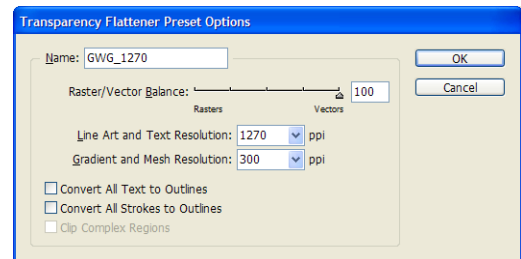 Transparency Flattener Preset Options
Name: GWG_1270
OK
Raster/Vector Balance: 100
Cancel
Rasters Vectors
Line Art and Text Resolution: 1270 ppi
Gradient and Mesh Resolution: 300 ppi
Convert All Text to Outlines
Convert All Strokes to Outlines
Clip Complex Regions